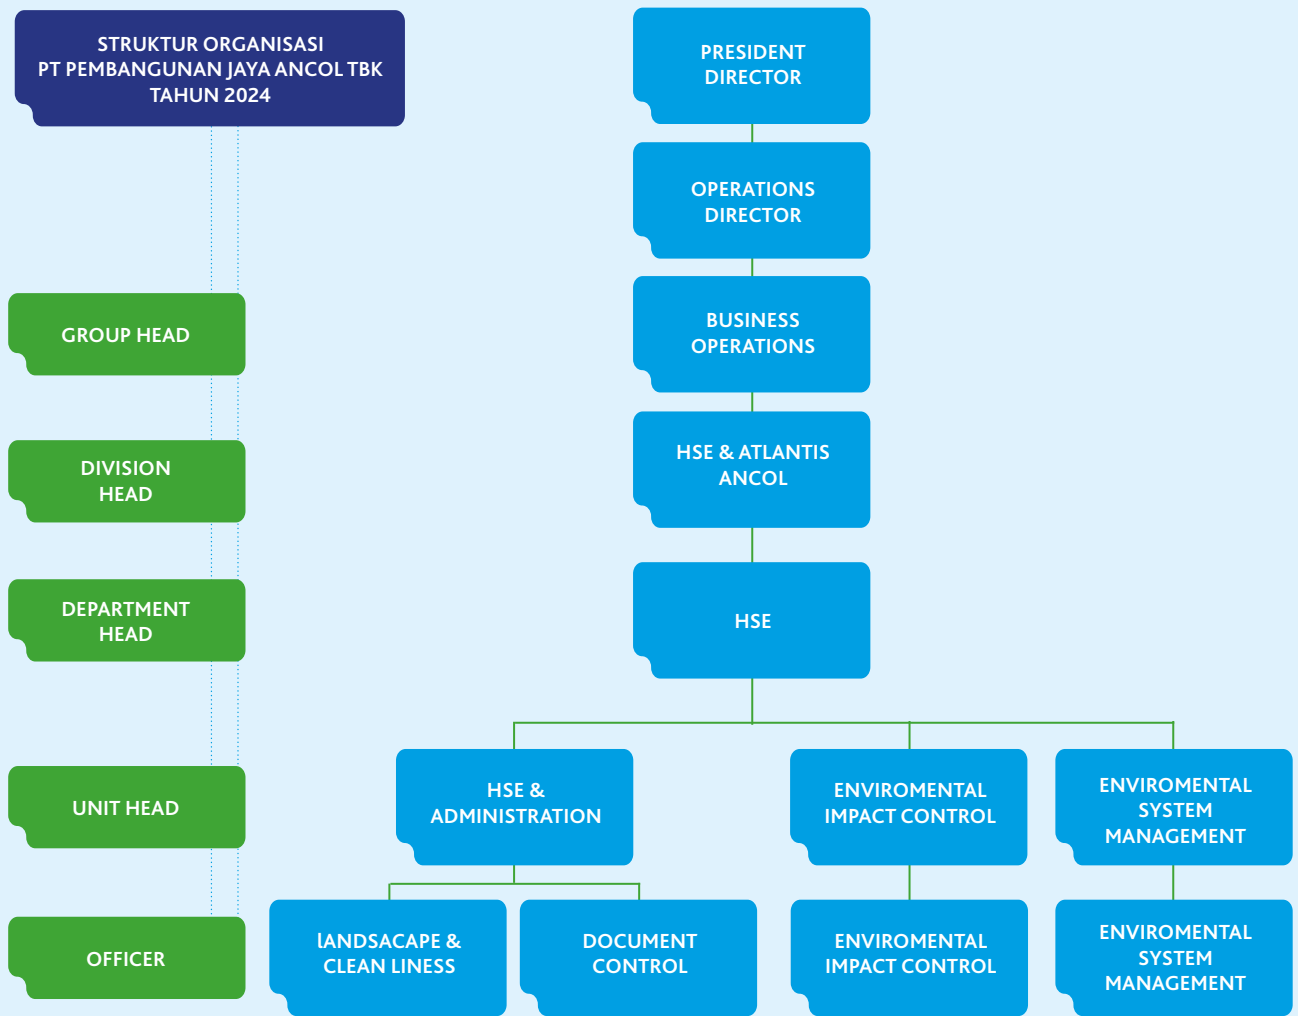 STRUKTUR ORGANISASI
PT PEMBANGUNAN JAYA ANCOL TBK
TAHUN 2024
PRESIDENT
DIRECTOR
OPERATIONS
DIRECTOR
GROUP HEAD
BUSINESS
OPERATIONS
DIVISION
HEAD
HSE & ATLANTIS
ANCOL
DEPARTMENT
HEAD
HSE
UNIT HEAD
HSE &
ADMINISTRATION
ENVIROMENTAL
IMPACT CONTROL
ENVIROMENTAL
SYSTEM
MANAGEMENT
OFFICER
lANDSACAPE &
CLEAN LINESS
DOCUMENT
CONTROL
ENVIROMENTAL
IMPACT CONTROL
ENVIROMENTAL
SYSTEM
MANAGEMENT